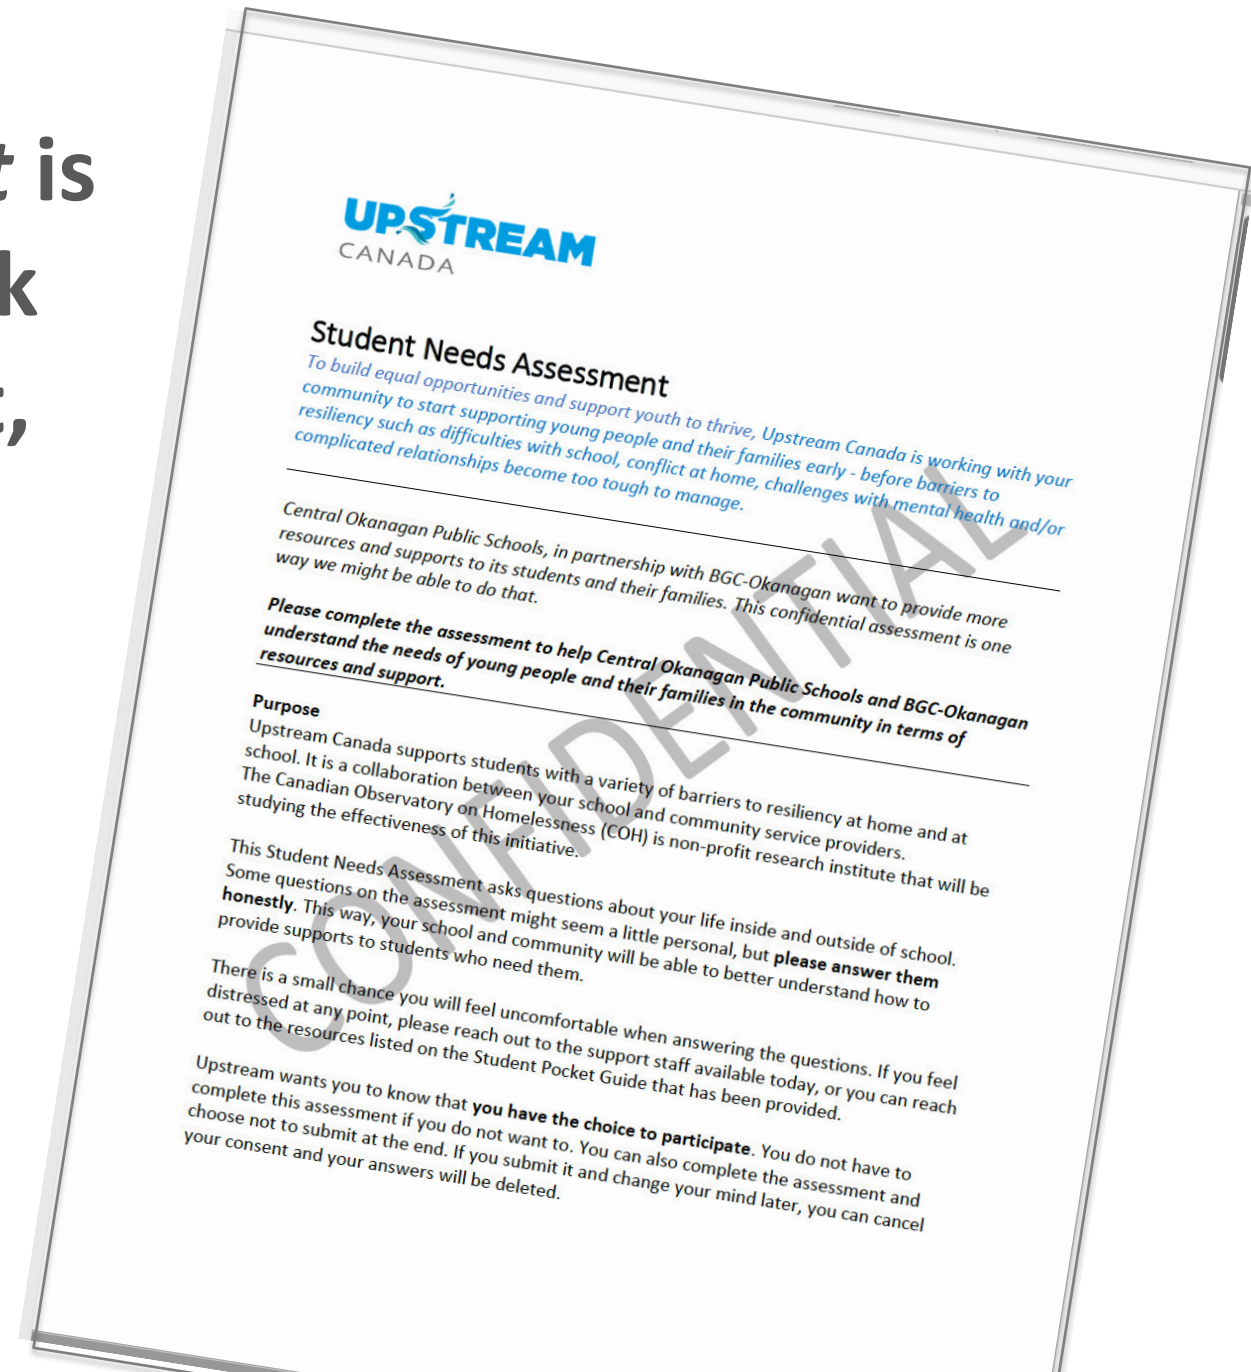 t is
k
t,
UPSTREAM
CANADA
Student Needs Assessment
To build equal opportunities and support youth to thrive, Upstream Canada is working with your
community to start supporting young people and their families early - before barriers to
resiliency such as difficulties with school, conflict at home, challenges with mental health and/or
complicated relationships become too tough to manage.
Central Okanagan Public Schools, in partnership with BGC-Okanagan want to provide more
resources and supports to its students and their families. This confidential assessment is one
way we might be able to do that.
Please complete the assessment to help Central Okanagan Public Schools and BGC-Okanagan
understand the needs of young people and their families in the community in terms of
resources and support.
Purpose
Upstream Canada supports students with a variety of barriers to resiliency at home and at
school. It is a collaboration between your school and community service providers.
The Canadian Observatory on Homelessness (COH) is non-profit research institute that will be
studying the effectiveness of this initiative.
This Student Needs Assessment asks questions about your life inside and outside of school.
Some questions on the assessment might seem a little personal, but please answer them
honestly. This way, your school and community will be able to better understand how to
provide supports to students who need them.
There is a small chance you will feel uncomfortable when answering the questions. If you feel
distressed at any point, please reach out to the support staff available today, or you can reach
out to the resources listed on the Student Pocket Guide that has been provided.
Upstream wants you to know that you have the choice to participate. You do not have to
complete this assessment if you do not want to. You can also complete the assessment and
choose not to submit at the end. If you submit it and change your mind later, you can cancel
your consent and your answers will be deleted.
CONFIDENTIAL